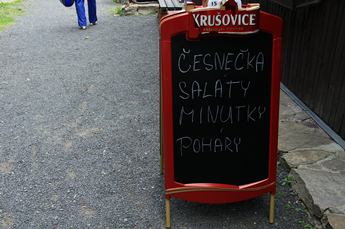 KRUŠOVICE
ČESNEČKA
SALÁTY
MINUTKY
POHÁRY